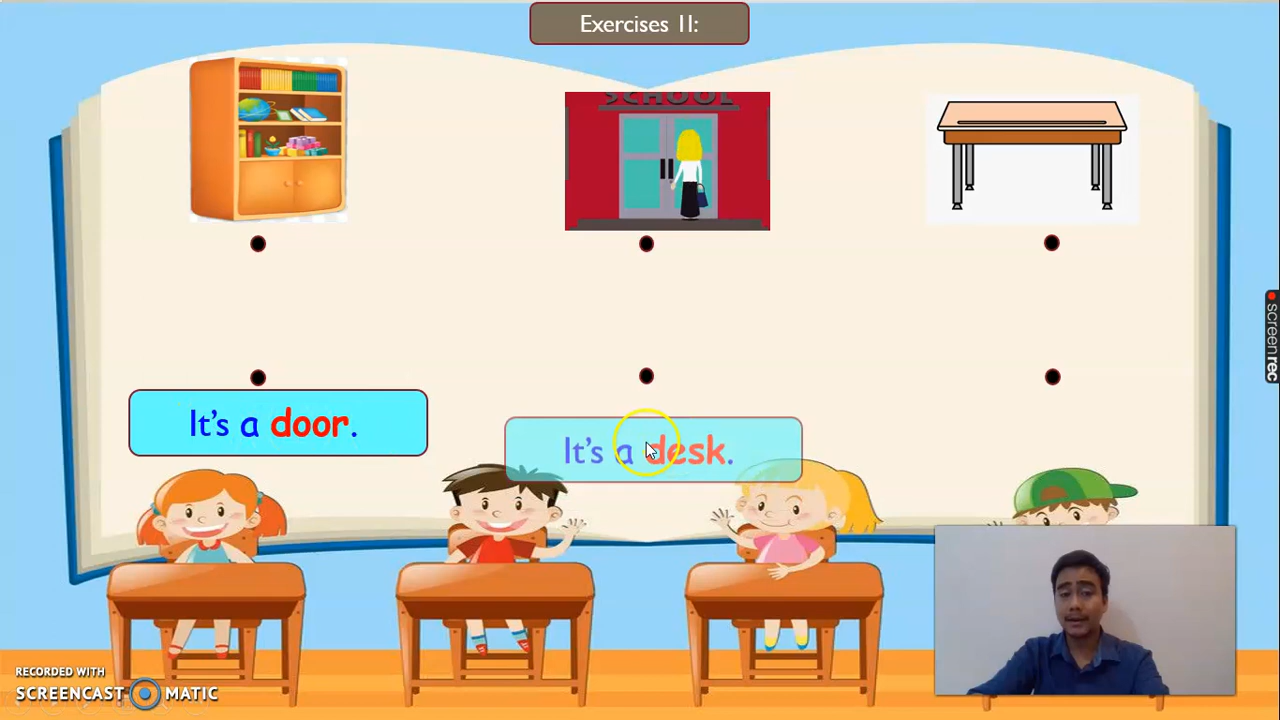 Exercises II:
SCHOOL
It's a door.
It's a desk.
screenrec
RECORDED WITH
SCREENCAST MATIC